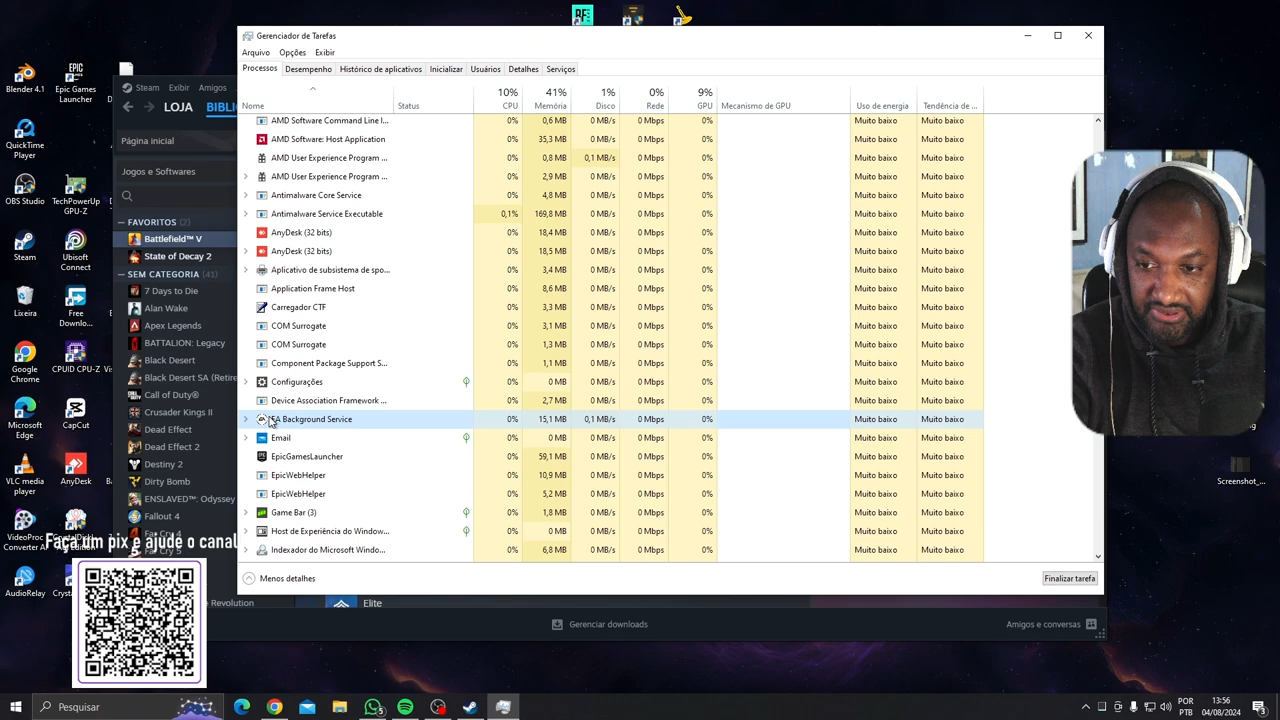 Gerenciador de Tarefas
Arquivo Opções Exibir
Processos Desempenho Histórico de aplicativos Inicializar Usuários Detalhes Serviços
10% 41% 1% 0% 9%
Nome Status CPU Memória Disco Rede GPU Mecanismo de GPU Uso de energia Tendência de ...
AMD Software Command Line I... 0% 0,6 MB 0 MB/s 0 Mbps 0% Muito baixo Muito baixo
AMD Software: Host Application 0% 35,3 MB 0 MB/s 0 Mbps 0% Muito baixo Muito baixo
AMD User Experience Program ... 0% 0,8 MB 0,1 MB/s 0 Mbps 0% Muito baixo Muito baixo
AMD User Experience Program ... 0% 2,9 MB 0 MB/s 0 Mbps 0% Muito baixo Muito baixo
Antimalware Core Service 0% 4,8 MB 0 MB/s 0 Mbps 0% Muito baixo Muito baixo
Antimalware Service Executable 0,1% 169,8 MB 0 MB/s 0 Mbps 0% Muito baixo Muito baixo
AnyDesk (32 bits) 0% 18,4 MB 0 MB/s 0 Mbps 0% Muito baixo Muito baixo
AnyDesk (32 bits) 0% 18,5 MB 0 MB/s 0 Mbps 0% Muito baixo Muito baixo
Aplicativo de subsistema de spo... 0% 3,4 MB 0 MB/s 0 Mbps 0% Muito baixo Muito baixo
Application Frame Host 0% 8,6 MB 0 MB/s 0 Mbps 0% Muito baixo Muito baixo
Carregador CTF 0% 3,3 MB 0 MB/s 0 Mbps 0% Muito baixo Muito baixo
COM Surrogate 0% 3,1 MB 0 MB/s 0 Mbps 0% Muito baixo Muito baixo
COM Surrogate 0% 1,3 MB 0 MB/s 0 Mbps 0% Muito baixo Muito baixo
Component Package Support S... 0% 1,1 MB 0 MB/s 0 Mbps 0% Muito baixo Muito baixo
Configurações 0% 0 MB 0 MB/s 0 Mbps 0% Muito baixo Muito baixo
Device Association Framework ... 0% 2,7 MB 0 MB/s 0 Mbps 0% Muito baixo Muito baixo
EA Background Service 0% 15,1 MB 0,1 MB/s 0 Mbps 0% Muito baixo Muito baixo
Email 0% 0 MB 0 MB/s 0 Mbps 0% Muito baixo Muito baixo
EpicGamesLauncher 0% 59,1 MB 0 MB/s 0 Mbps 0% Muito baixo Muito baixo
EpicWebHelper 0% 10,9 MB 0 MB/s 0 Mbps 0% Muito baixo Muito baixo
EpicWebHelper 0% 5,2 MB 0 MB/s 0 Mbps 0% Muito baixo Muito baixo
Game Bar (3) 0% 1,8 MB 0 MB/s 0 Mbps 0% Muito baixo Muito baixo
Host de Experiência do Window... 0% 0 MB 0 MB/s 0 Mbps 0% Muito baixo Muito baixo
Indexador do Microsoft Windo... 0% 6,8 MB 0 MB/s 0 Mbps 0% Muito baixo Muito baixo
Menos detalhes
Finalizar tarefa
Blender 4.1
Epic Games
Launcher
QuickTime
Player
OBS Studio
TechPowerUp
GPU-Z
Steam
Ubisoft
Connect
Lixeira
Free
Downlo...
Google
Chrome
CPUID CPU-Z
Microsoft
Edge
CapCut
VLC media
player
AnyDesk
VideoProc
AudioRelay
Steam Exibir Amigos
LOJA
Página inicial
Jogos e Softwares
FAVORITOS (2)
Battlefield™ V
State of Decay 2
SEM CATEGORIA (41)
7 Days to Die
Alan Wake
Apex Legends
BATTALION: Legacy
Black Desert
Black Desert SA (Retire
Call of Duty®
Crusader Kings II
Dead Effect
Dead Effect 2
Destiny 2
Dirty Bomb
ENSLAVED™: Odyssey
Fallout 4
Far Cry 4
Far Cry 5
Faça um pix e ajude o canal
Revolution
Elite
Gerenciar downloads
Amigos e conversas
Screenshot_...
Pesquisar
5
POR
PTB2
13:56
04/08/2024
3